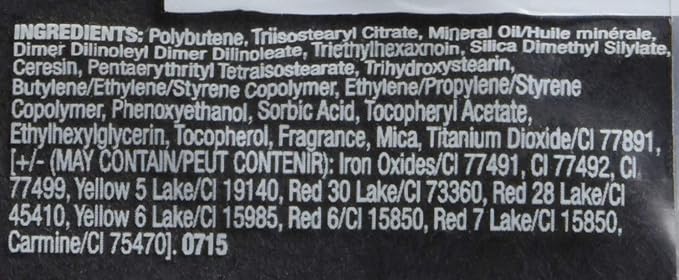 INGREDIENTS: Polybutene, Triisostearyl Citrate, Mineral Oil/Huile minérale,
Dimer Dilinoleyl Dimer Dilinoleate, Triethylhexaxnoin, Silica Dimethyl Silylate,
Ceresin, Pentaerythrityl Tetraisostearate, Trihydroxystearin,
Butylene/Ethylene/Styrene Copolymer, Ethylene/Propylene/Styrene
Copolymer, Phenoxyethanol, Sorbic Acid, Tocopheryl Acetate,
Ethylhexylglycerin, Tocopherol, Fragrance, Mica, Titanium Dioxide/CI 77891,
[+/- (MAY CONTAIN/PEUT CONTENIR): Iron Oxides/CI 77491, CI 77492, CI
77499, Yellow 5 Lake/CI 19140, Red 30 Lake/CI 73360, Red 28 Lake/CI
45410, Yellow 6 Lake/CI 15985, Red 6/CI 15850, Red 7 Lake/CI 15850,
Carmine/CI 75470]. 0715